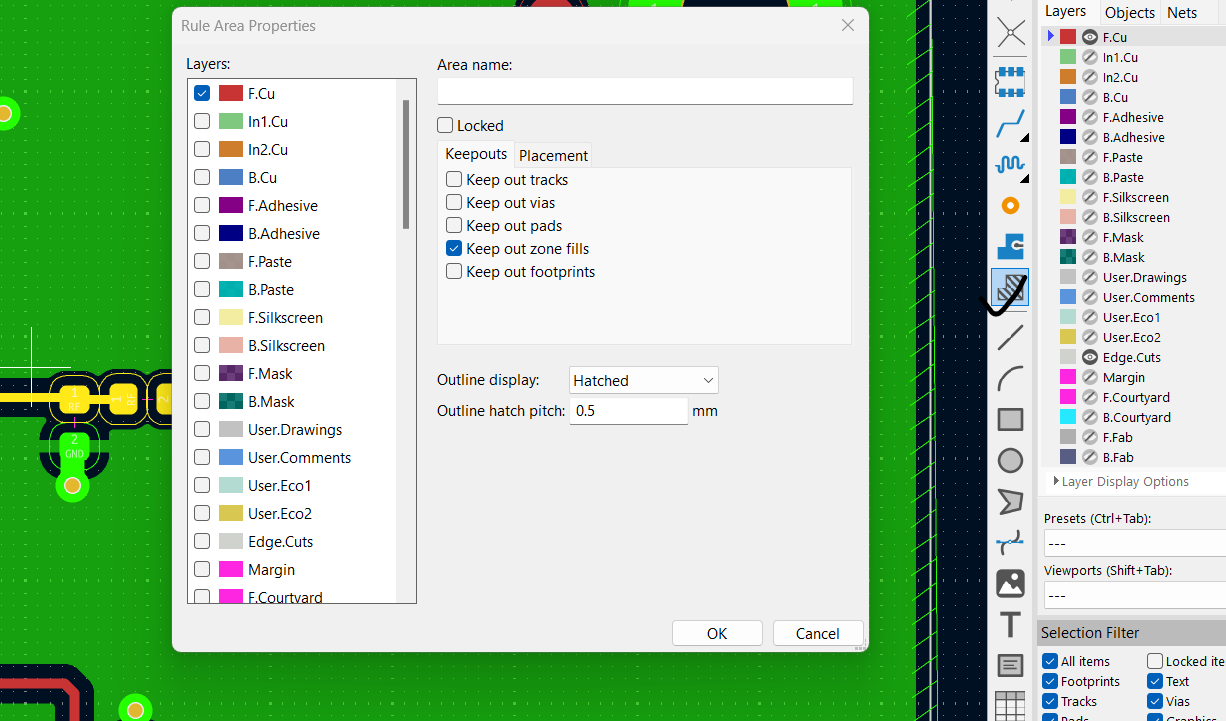 Rule Area Properties
Layers:
F.Cu
In1.Cu
In2.Cu
B.Cu
F.Adhesive
B.Adhesive
F.Paste
B.Paste
F.Silkscreen
B.Silkscreen
F.Mask
B.Mask
User.Drawings
User.Comments
User.Eco1
User.Eco2
Edge.Cuts
Margin
F.Courtyard
Area name:
Locked
Keepouts Placement
Keep out tracks
Keep out vias
Keep out pads
Keep out zone fills
Keep out footprints
Outline display: Hatched
Outline hatch pitch: 0.5 mm
OK Cancel
1
RF
1
RF
2
2
GND
Layers Objects Nets
F.Cu
In1.Cu
In2.Cu
B.Cu
F.Adhesive
B.Adhesive
F.Paste
B.Paste
F.Silkscreen
B.Silkscreen
F.Mask
B.Mask
User.Drawings
User.Comments
User.Eco1
User.Eco2
Edge.Cuts
Margin
F.Courtyard
B.Courtyard
F.Fab
B.Fab
Layer Display Options
Presets (Ctrl+Tab):
---
Viewports (Shift+Tab):
---
Selection Filter
All items Locked ite
Footprints Text
Tracks Vias